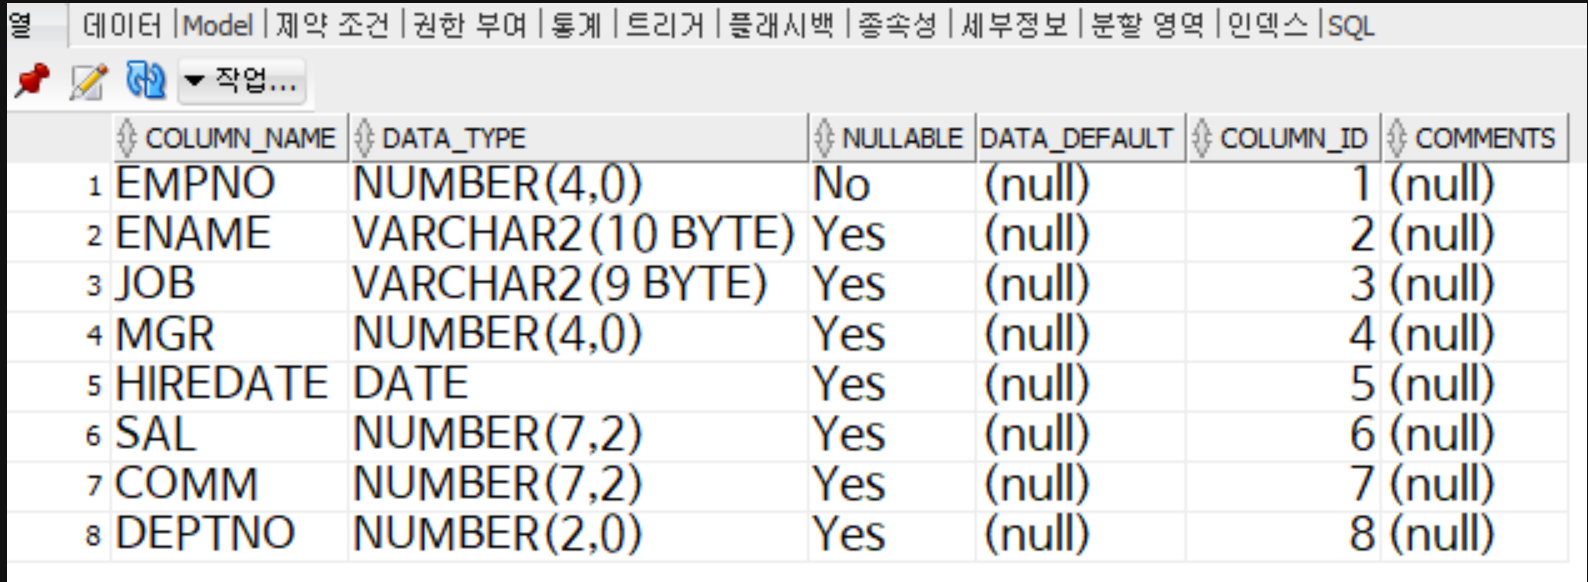 열 데이터 |Model|제약 조건|권한 부여|통계|트리거|플래시백|종속성|세부정보|분할 영역|인덱스|SQL
작업...
COLUMN_NAME DATA_TYPE NULLABLE DATA_DEFAULT COLUMN_ID COMMENTS
1 EMPNO NUMBER(4,0) No (null) 1 (null)
2 ENAME VARCHAR2(10 BYTE) Yes (null) 2 (null)
3 JOB VARCHAR2(9 BYTE) Yes (null) 3 (null)
4 MGR NUMBER(4,0) Yes (null) 4 (null)
5 HIREDATE DATE Yes (null) 5 (null)
6 SAL NUMBER(7,2) Yes (null) 6 (null)
7 COMM NUMBER(7,2) Yes (null) 7 (null)
8 DEPTNO NUMBER(2,0) Yes (null) 8 (null)